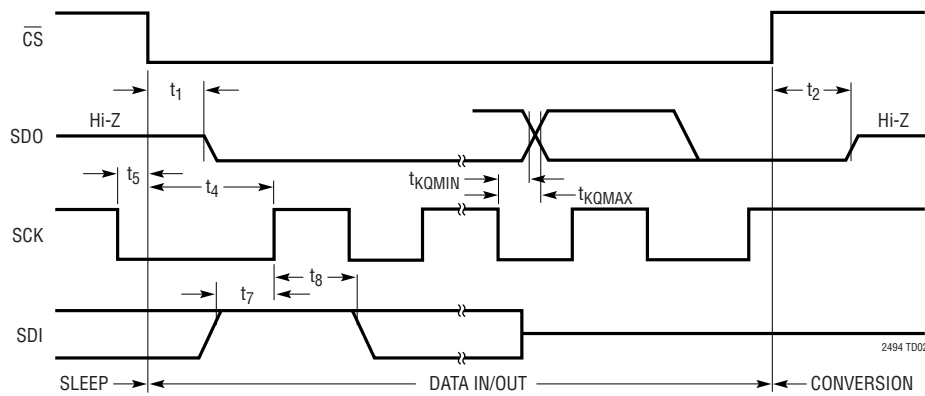 CS
t1
t2
Hi-Z
Hi-Z
SDO
t5
t4
tKQMIN
tKQMAX
SCK
t7
t8
SDI
2494 TD02
SLEEP
DATA IN/OUT
CONVERSION